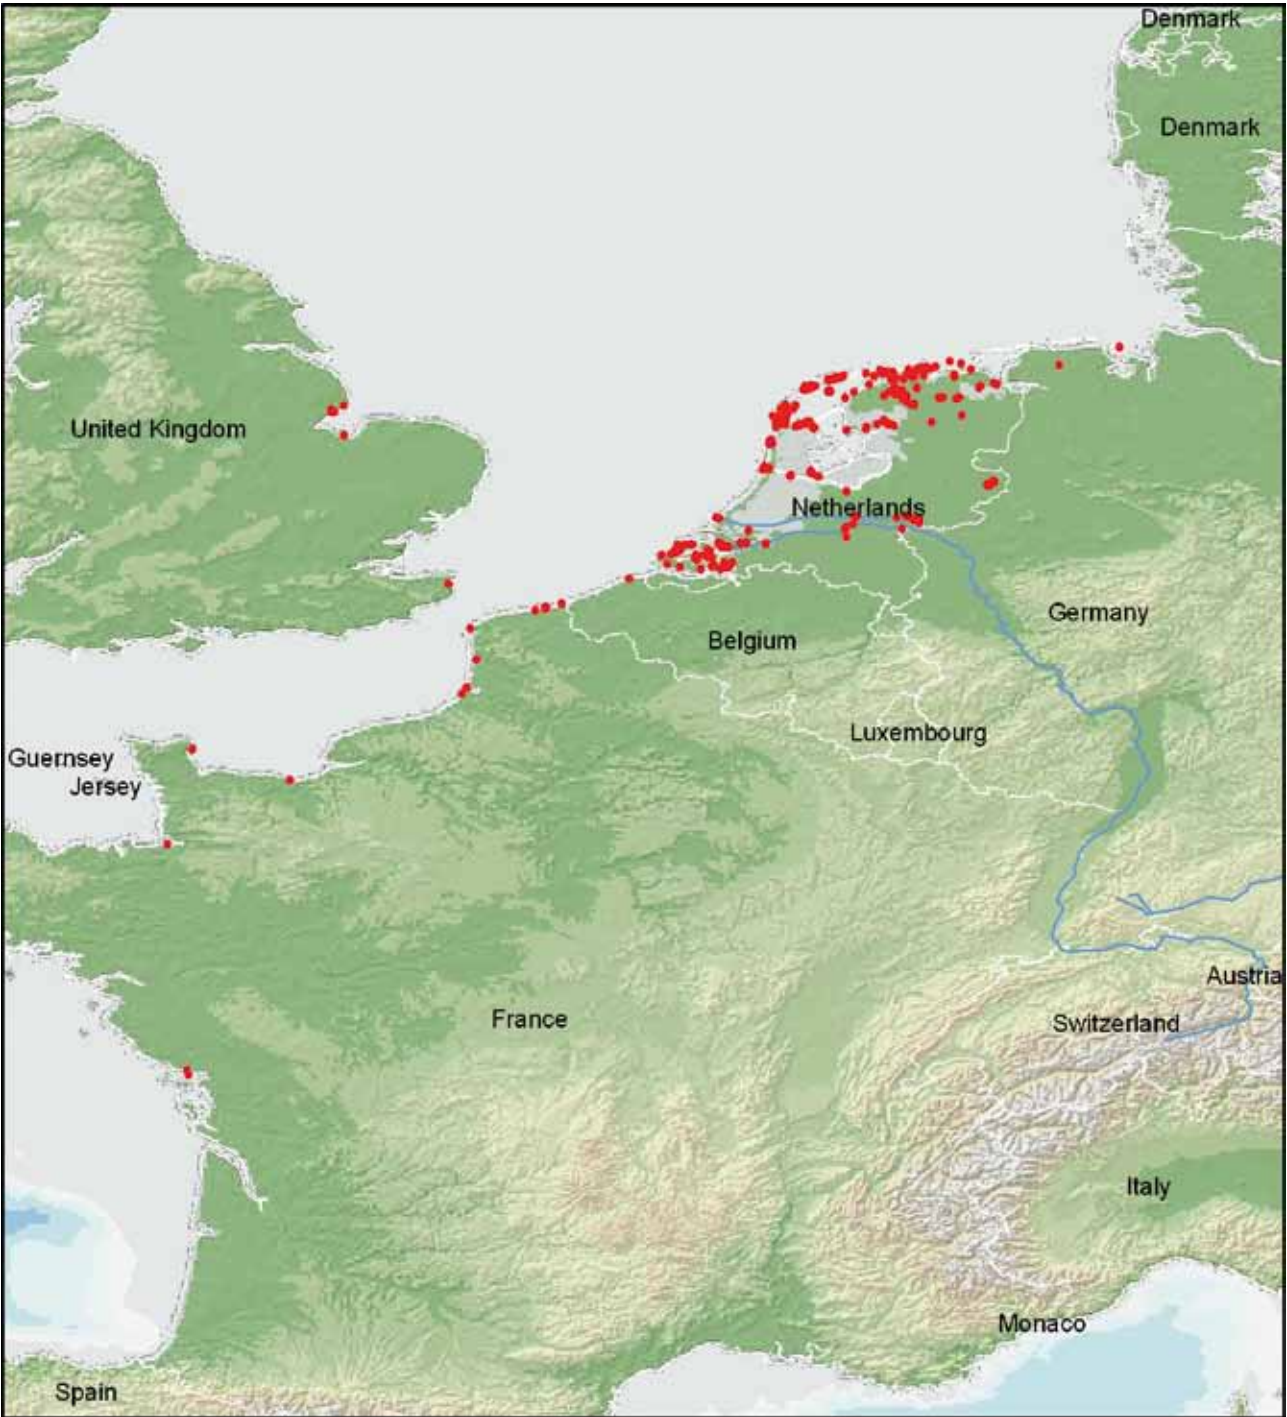 Denmark
Denmark
United Kingdom
Netherlands
Germany
Belgium
Luxembourg
Guernsey
Jersey
Austria
France
Switzerland
Italy
Monaco
Spain